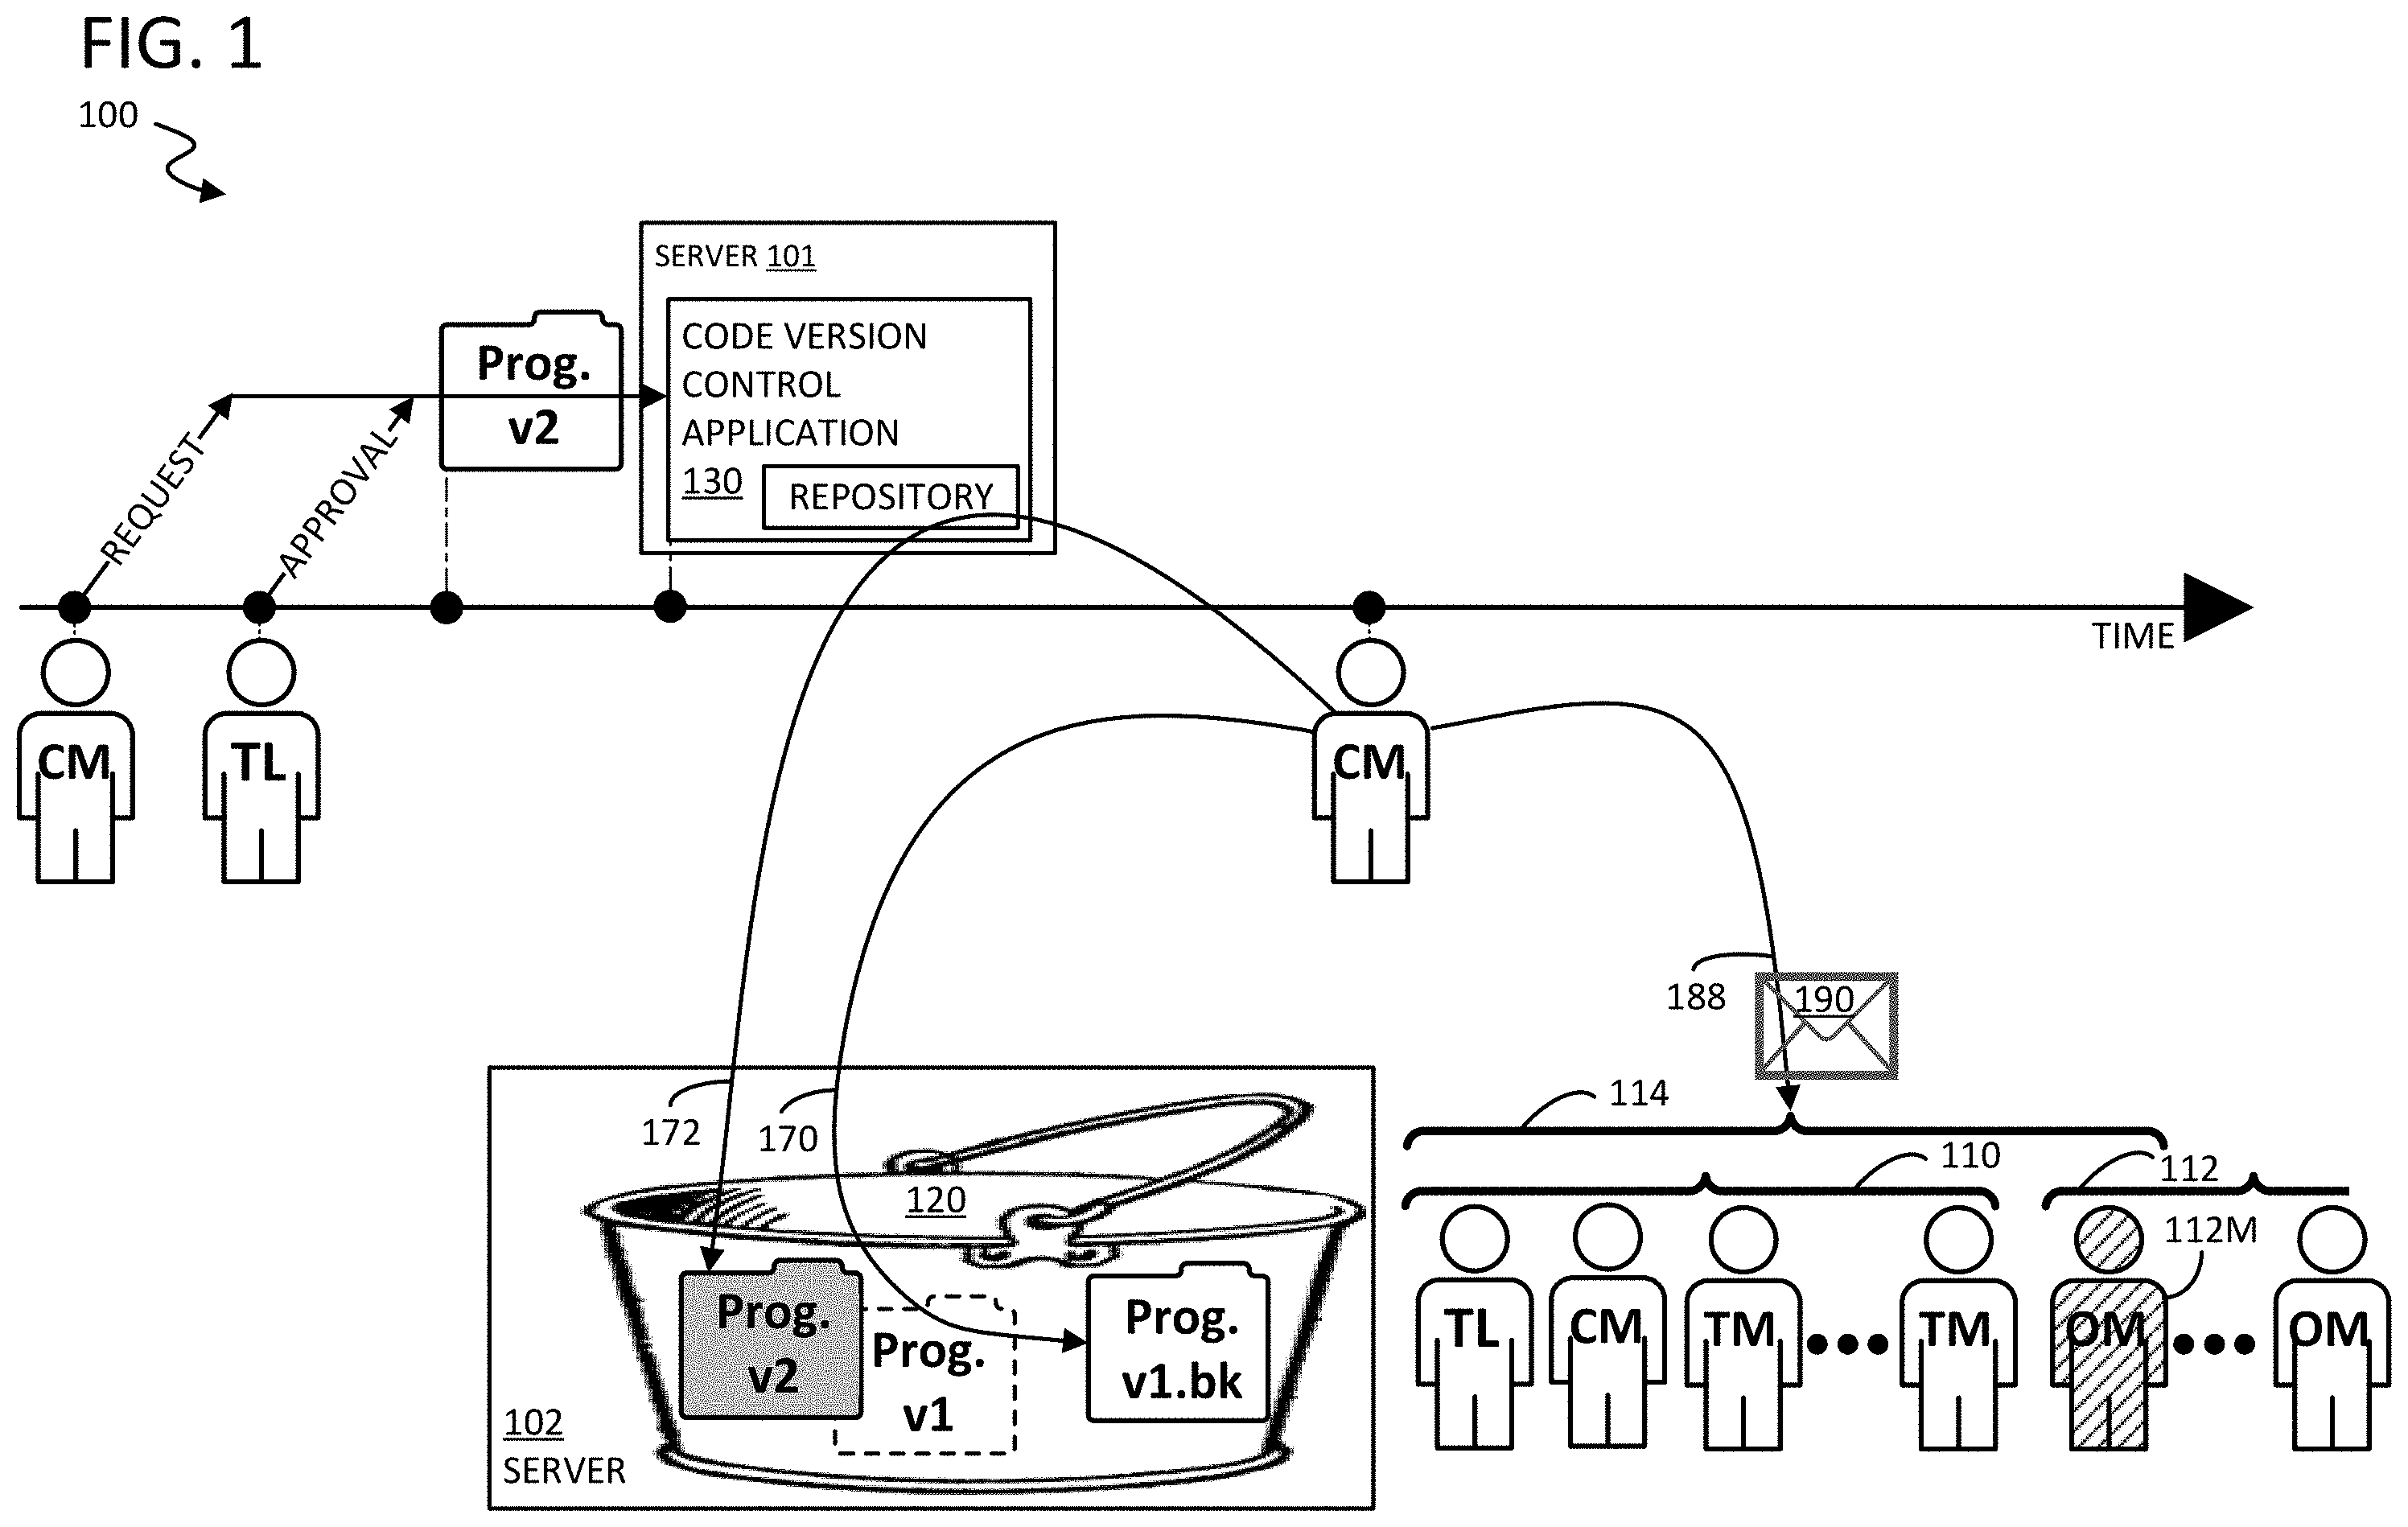 FIG. 1
100
SERVER 101
CODE VERSION
CONTROL
APPLICATION
130
REPOSITORY
Prog.
v2
REQUEST
APPROVAL
TIME
CM
TL
CM
188
190
172
170
120
114
110
112
112M
Prog.
v2
Prog.
v1
Prog.
v1.bk
102
SERVER
TL
CM
TM
TM
OM
OM